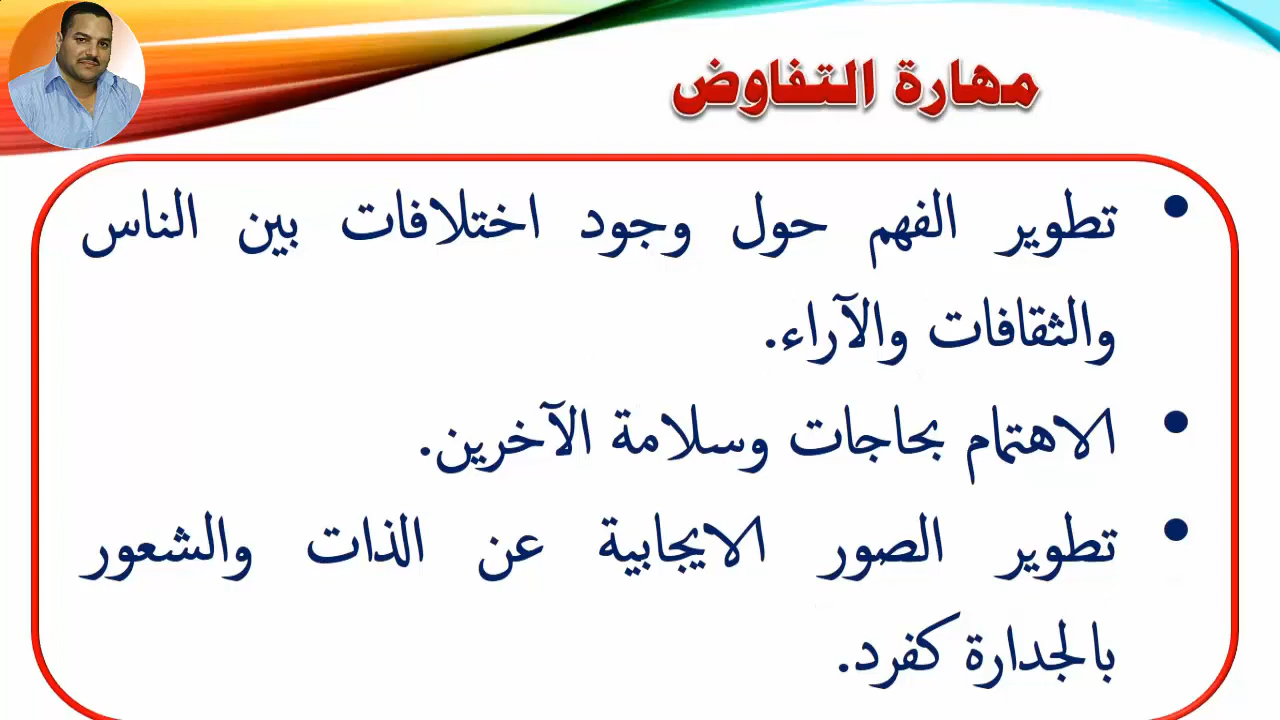 مهارة التفاوض
• تطوير الفهم حول وجود اختلافات بين الناس
والثقافات والآراء.
• الاهتمام بحاجات وسلامة الآخرين.
• تطوير الصور الايجابية عن الذات والشعور
بالجدارة كفرد.